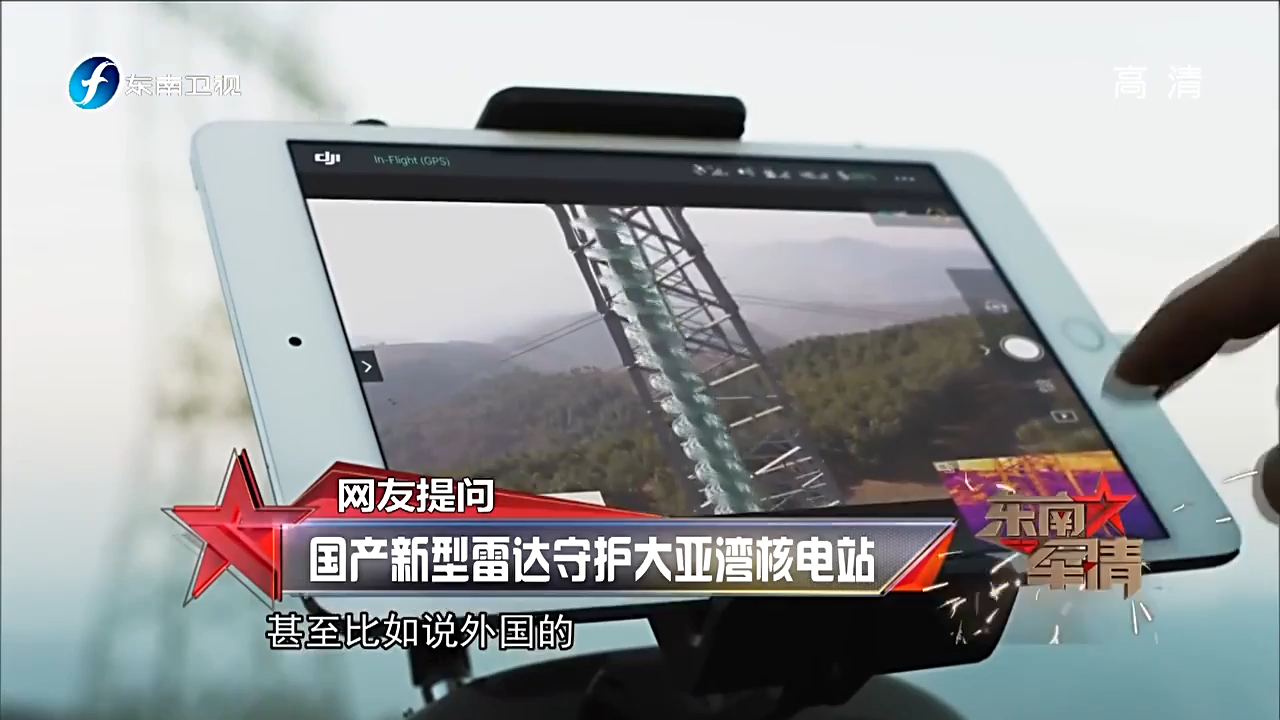 东南卫视
高清
dji
In-Flight (GPS)
网友提问
国产新型雷达守护大亚湾核电站
东南
军情
甚至比如说外国的